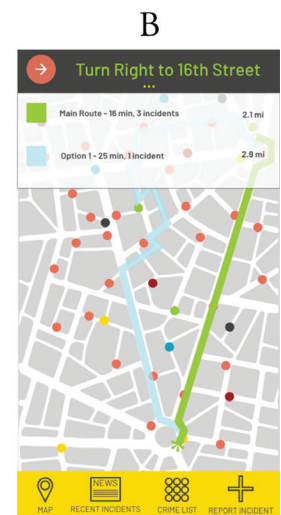 B
Turn Right to 16th Street
Main Route - 16 min, 3 incidents 2.1 mi
Option 1 - 25 min, 1 incident 2.9 mi
NEWS
MAP RECENT INCIDENTS CRIME LIST REPORT INCIDENT